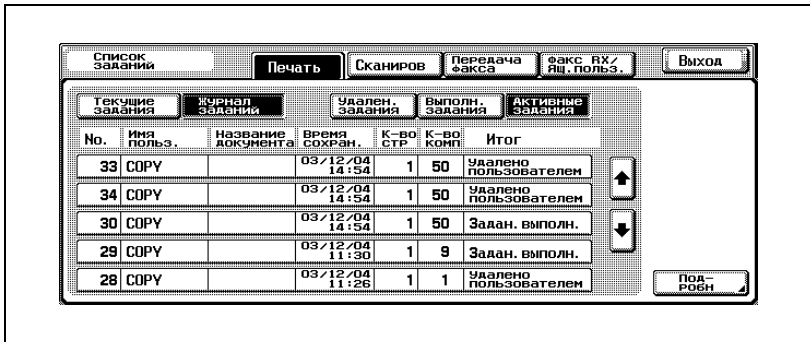 Список заданий
Печать Сканиров Передача факса Факс RX/ Ящ.польз. Выход
Текущие задания Журнал заданий Удален. задания Выполн. задания Активные задания
No. Имя польз. Название документа Время сохран. К-во стр К-во комп Итог
33 COPY 03/12/04 14:54 1 50 Удалено пользователем
34 COPY 03/12/04 14:54 1 50 Удалено пользователем
30 COPY 03/12/04 14:54 1 50 Задан. выполн.
29 COPY 03/12/04 11:30 1 9 Задан. выполн.
28 COPY 03/12/04 11:26 1 1 Удалено пользователем
Под- робн